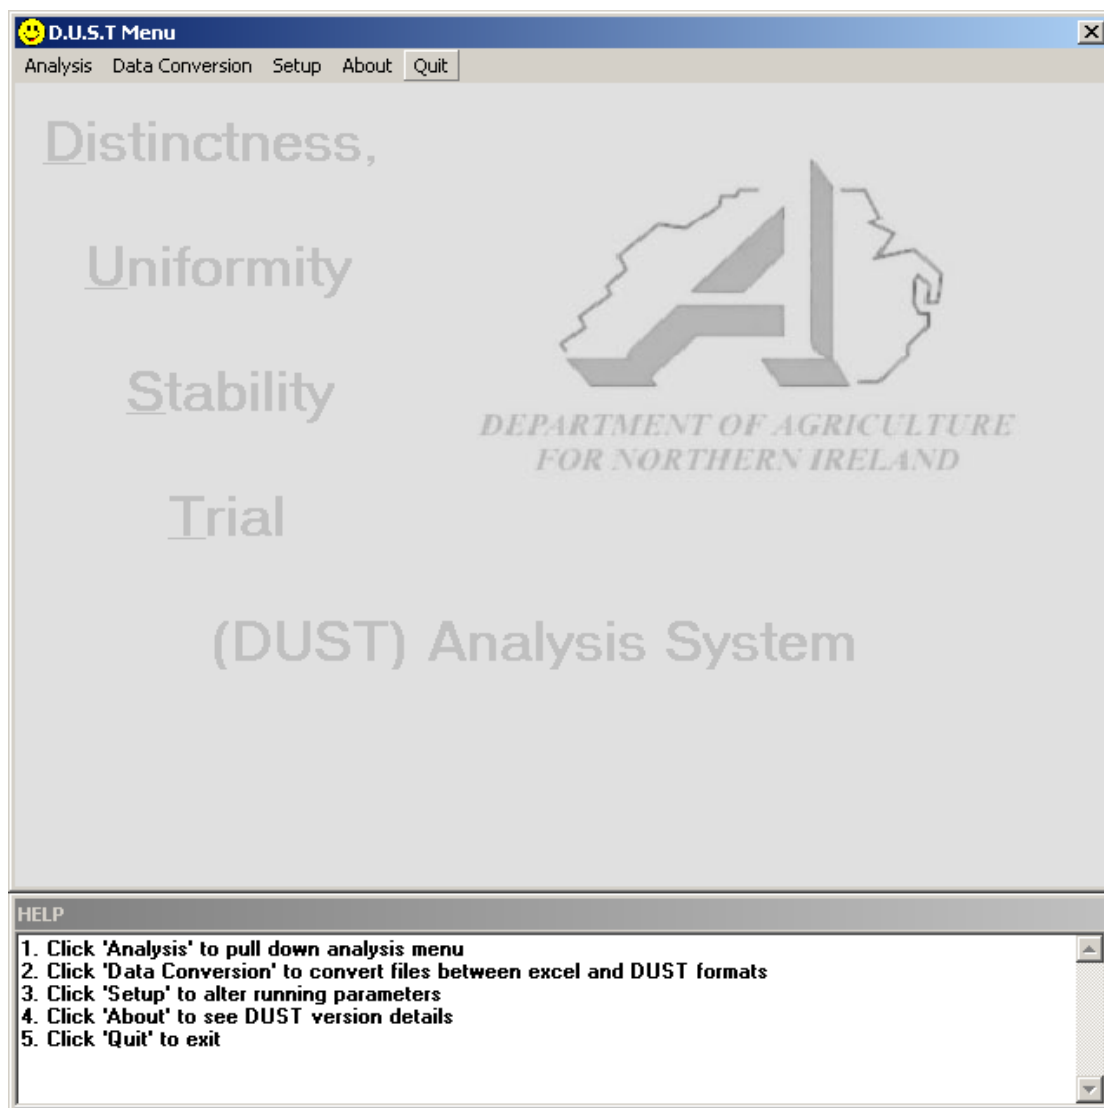 D.U.S.T Menu
Analysis Data Conversion Setup About Quit
Distinctness,
Uniformity
Stability
Trial
(DUST) Analysis System
DEPARTMENT OF AGRICULTURE
FOR NORTHERN IRELAND
HELP
1. Click 'Analysis' to pull down analysis menu
2. Click 'Data Conversion' to convert files between excel and DUST formats
3. Click 'Setup' to alter running parameters
4. Click 'About' to see DUST version details
5. Click 'Quit' to exit